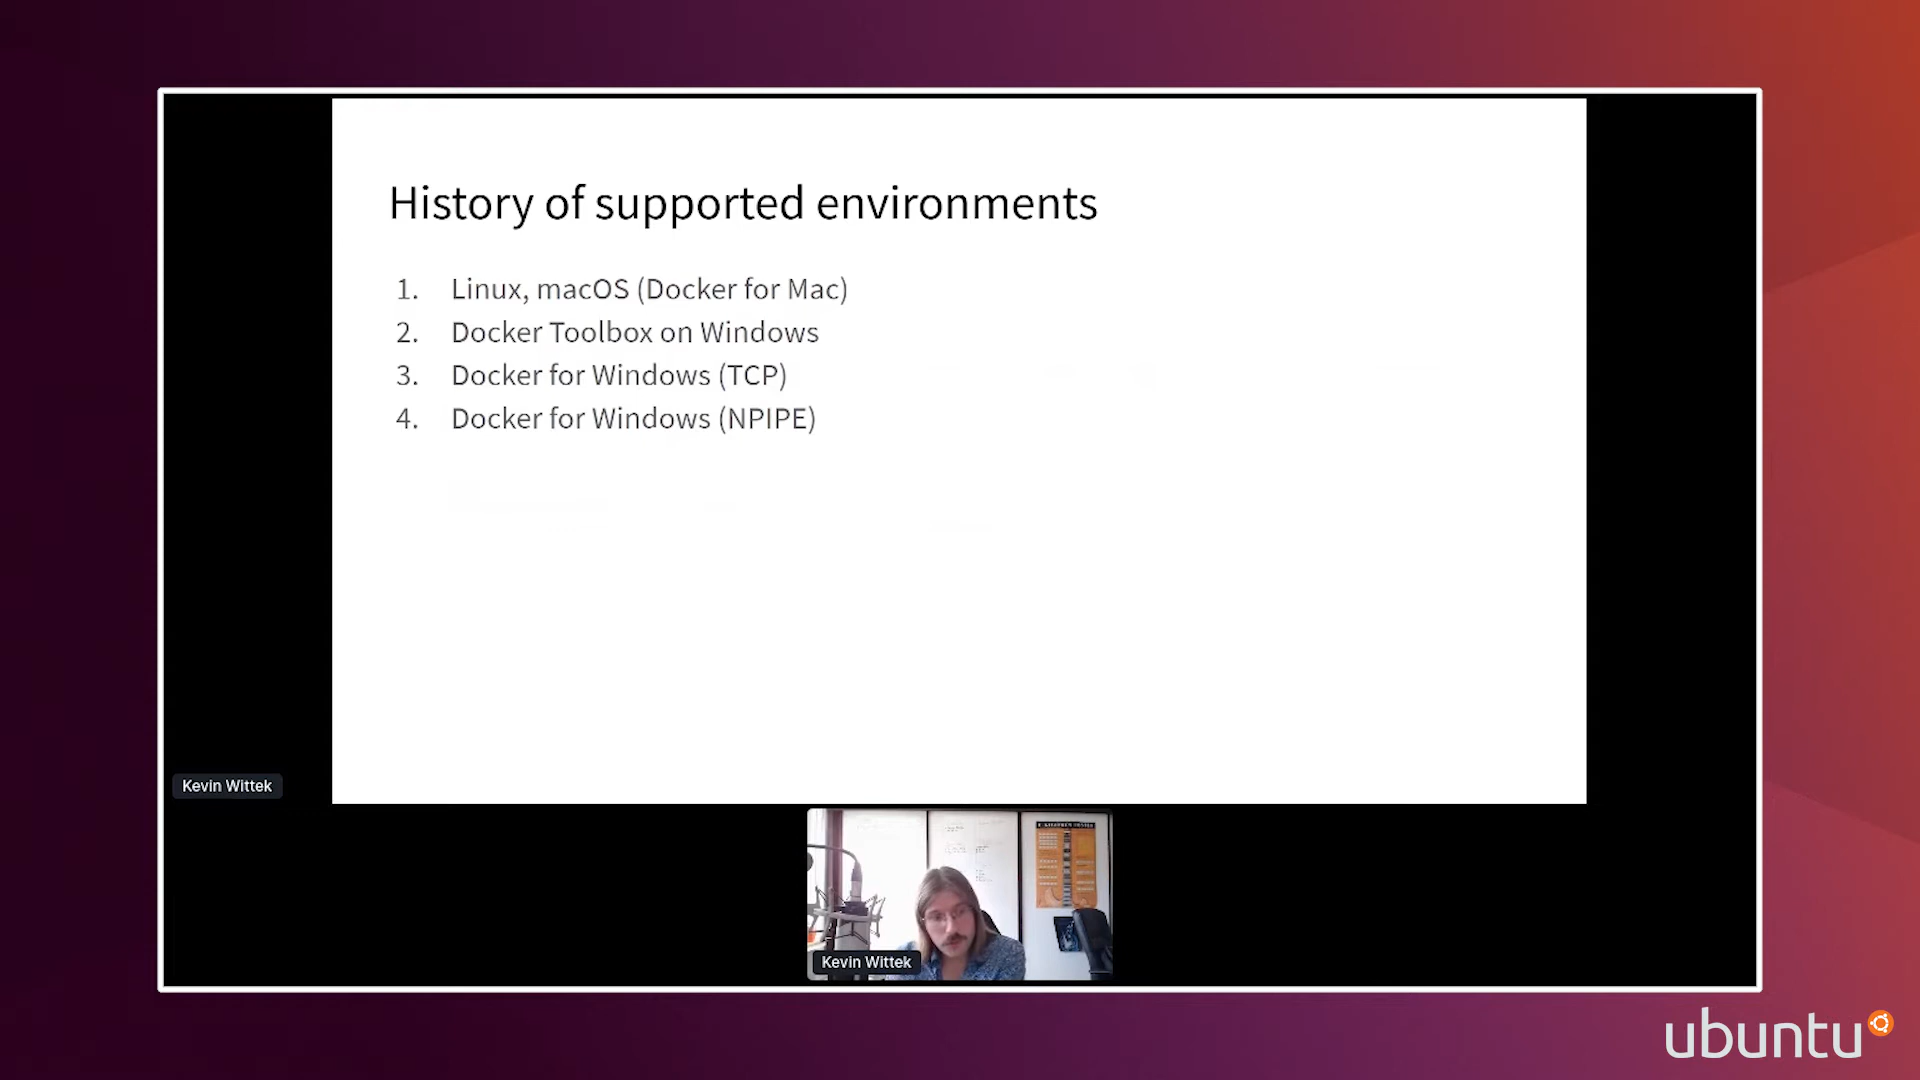 History of supported environments
1. Linux, macOS (Docker for Mac)
2. Docker Toolbox on Windows
3. Docker for Windows (TCP)
4. Docker for Windows (NPIPE)
Kevin Wittek
Kevin Wittek
ubuntu